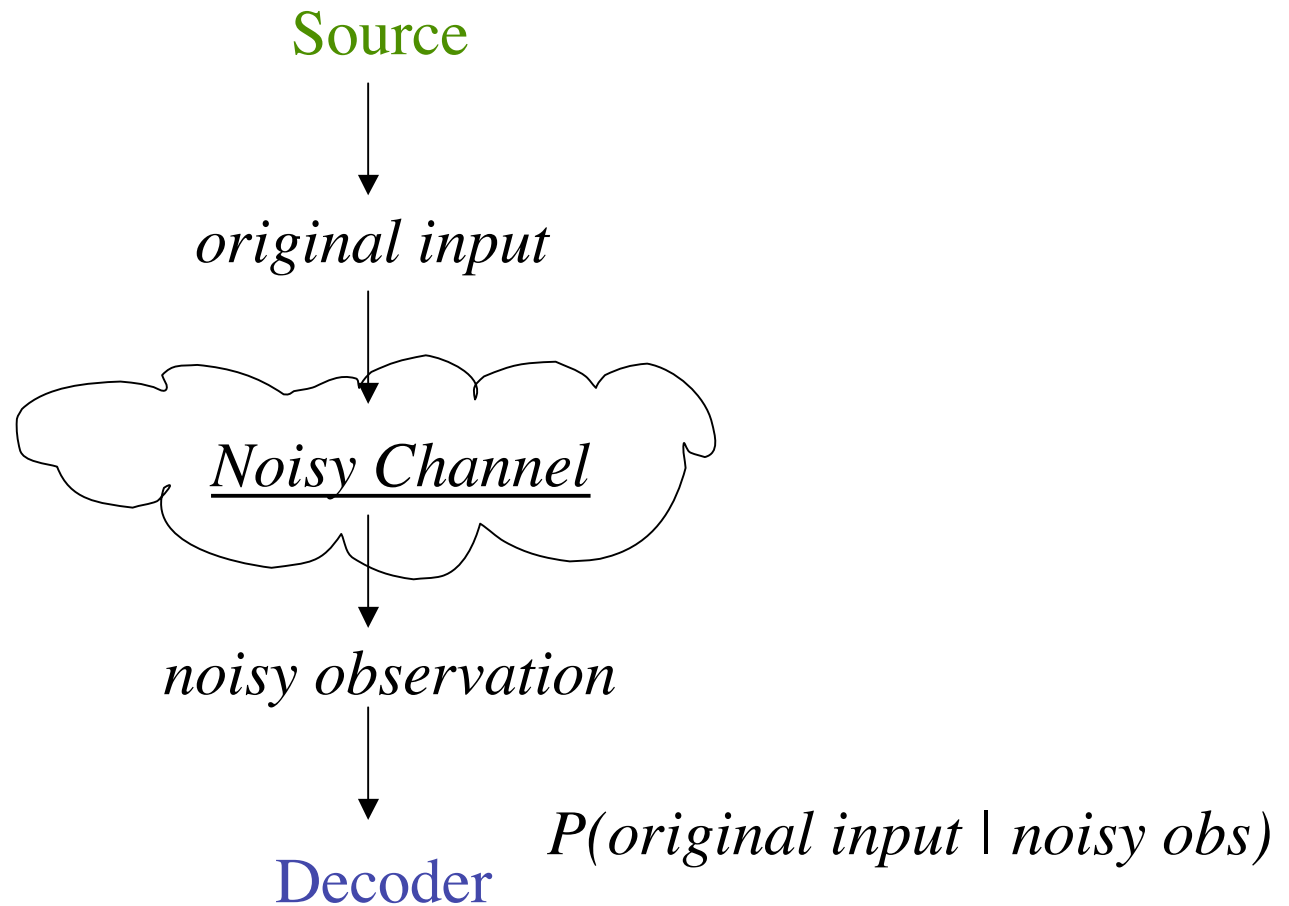 Source
original input
Noisy Channel
noisy observation
P(original input | noisy obs)
Decoder